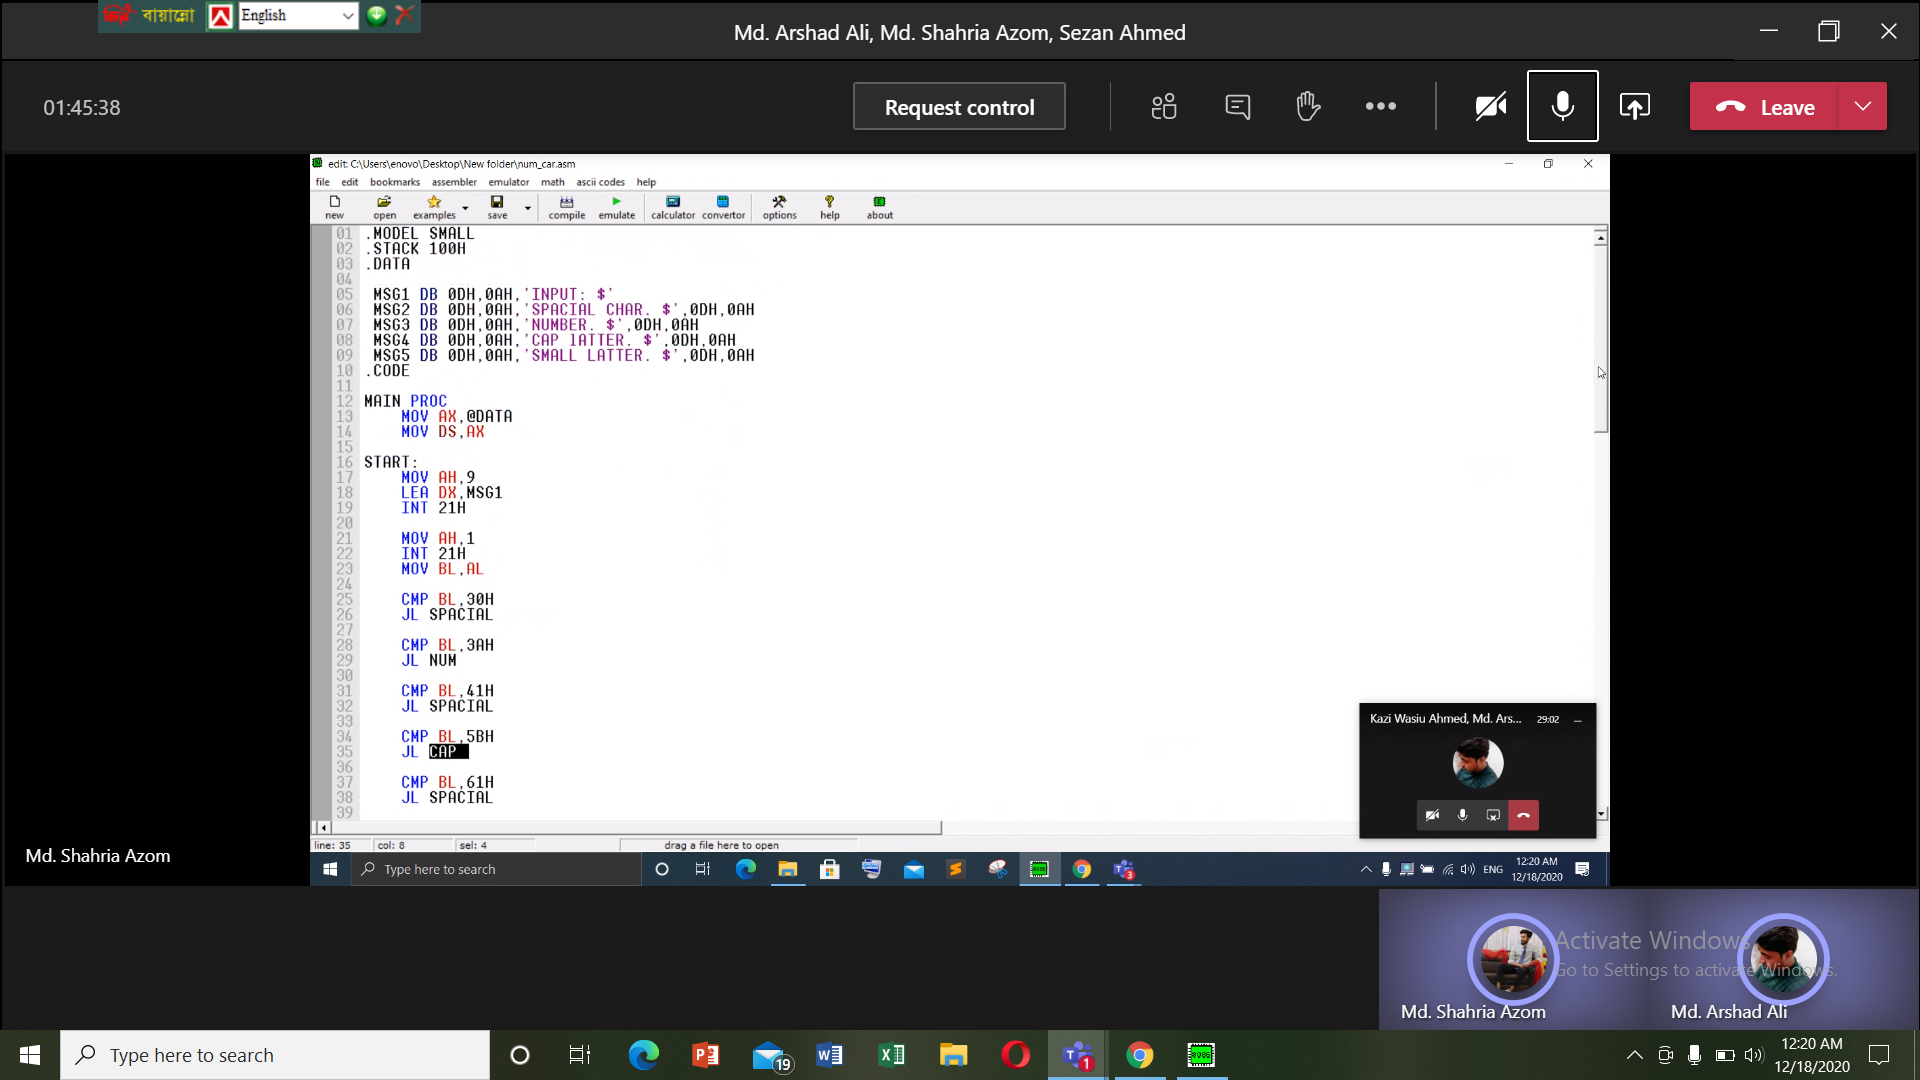 বায়ান্নো
English
Md. Arshad Ali, Md. Shahria Azom, Sezan Ahmed
01:45:38
Request control
Leave
edit: C:\Users\enovo\Desktop\New folder\num_car.asm
file edit bookmarks assembler emulator math ascii codes help
new open examples save compile emulate calculator convertor options help about
01 .MODEL SMALL
02 .STACK 100H
03 .DATA
04
05 MSG1 DB 0DH,0AH,'INPUT: $'
06 MSG2 DB 0DH,0AH,'SPACIAL CHAR. $',0DH,0AH
07 MSG3 DB 0DH,0AH,'NUMBER. $',0DH,0AH
08 MSG4 DB 0DH,0AH,'CAP lATTER. $',0DH,0AH
09 MSG5 DB 0DH,0AH,'SMALL LATTER. $',0DH,0AH
10 .CODE
11
12 MAIN PROC
13 MOV AX,@DATA
14 MOV DS,AX
15
16 START:
17 MOV AH,9
18 LEA DX,MSG1
19 INT 21H
20
21 MOV AH,1
22 INT 21H
23 MOV BL,AL
24
25 CMP BL,30H
26 JL SPACIAL
27
28 CMP BL,3AH
29 JL NUM
30
31 CMP BL,41H
32 JL SPACIAL
33
34 CMP BL,5BH
35 JL CAP
36
37 CMP BL,61H
38 JL SPACIAL
39
Kazi Wasiu Ahmed, Md. Ars... 29:02
line: 35 col: 8 sel: 4 drag a file here to open
Md. Shahria Azom
Type here to search
3
ENG
12:20 AM
12/18/2020
Activate Windows
Go to Settings to activate Windows.
Md. Shahria Azom
Md. Arshad Ali
Type here to search
19
1
8086
12:20 AM
12/18/2020